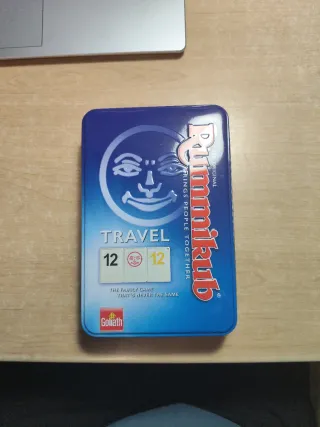 ORIGINAL
Rummikub®
BRINGS PEOPLE TOGETHER
TRAVEL
12 12
THE FAMILY GAME
THAT'S NEVER THE SAME
Goliath